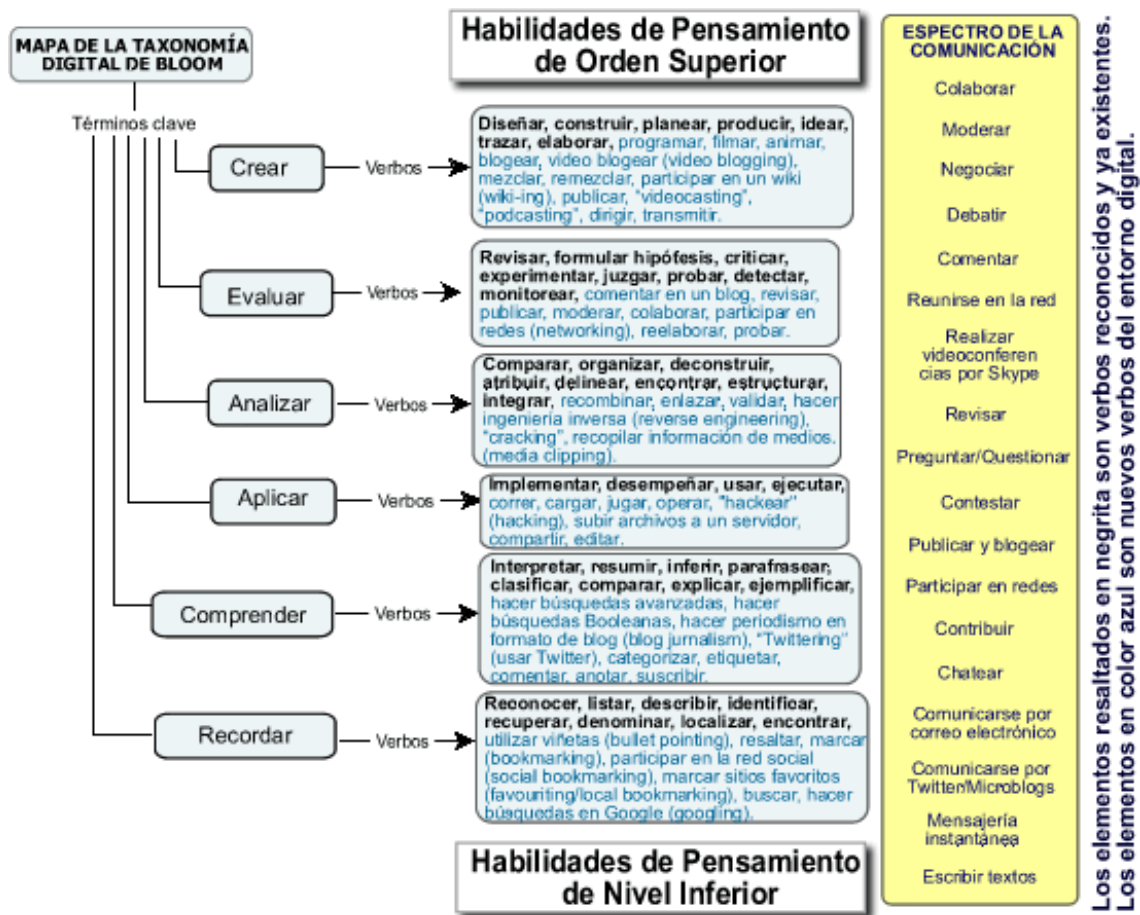 MAPA DE LA TAXONOMÍA
DIGITAL DE BLOOM
Términos clave
Habilidades de Pensamiento
de Orden Superior
Crear
Verbos
Diseñar, construir, planear, producir, idear,
trazar, elaborar, programar, filmar, animar,
blogear, video blogear (video blogging),
mezclar, remezclar, participar en un wiki
(wiki-ing), publicar, "videocasting",
"podcasting", dirigir, transmitir.
Evaluar
Verbos
Revisar, formular hipótesis, criticar,
experimentar, juzgar, probar, detectar,
monitorear, comentar en un blog, revisar,
publicar, moderar, colaborar, participar en
redes (networking), reelaborar, probar.
Analizar
Verbos
Comparar, organizar, deconstruir,
atribuir, delinear, encontrar, estructurar,
integrar, recombinar, enlazar, validar, hacer
ingeniería inversa (reverse engineering),
"cracking", recopilar información de medios.
(media clipping).
Aplicar
Verbos
Implementar, desempeñar, usar, ejecutar,
correr, cargar, jugar, operar, "hackear"
(hacking), subir archivos a un servidor,
compartir, editar.
Comprender
Verbos
Interpretar, resumir, inferir, parafrasear,
clasificar, comparar, explicar, ejemplificar,
hacer búsquedas avanzadas, hacer
búsquedas Booleanas, hacer periodismo en
formato de blog (blog jurnalism), "Twittering"
(usar Twitter), categorizar, etiquetar,
comentar, anotar, suscribir.
Recordar
Verbos
Reconocer, listar, describir, identificar,
recuperar, denominar, localizar, encontrar,
utilizar viñetas (bullet pointing), resaltar, marcar
(bookmarking), participar en la red social
(social bookmarking), marcar sitios favoritos
(favouriting/local bookmarking), buscar, hacer
búsquedas en Google (googling).
Habilidades de Pensamiento
de Nivel Inferior
ESPECTRO DE LA
COMUNICACIÓN
Colaborar
Moderar
Negociar
Debatir
Comentar
Reunirse en la red
Realizar
videoconferen
cias por Skype
Revisar
Preguntar/Questionar
Contestar
Publicar y blogear
Participar en redes
Contribuir
Chatear
Comunicarse por
correo electrónico
Comunicarse por
Twitter/Microblogs
Mensajería
instantánea
Escribir textos
Los elementos resaltados en negrita son verbos reconocidos y ya existentes.
Los elementos en color azul son nuevos verbos del entorno digital.